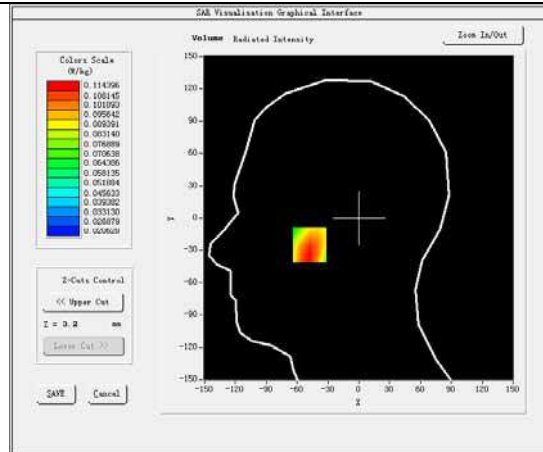 SAR Visualisation Graphical Interface
Volume Radiated Intensity
Zoom In/Out
Colors Scale
(W/kg)
0.114396
0.108145
0.101893
0.095642
0.089391
0.083140
0.076889
0.070638
0.064386
0.058135
0.051884
0.045633
0.039382
0.033130
0.026879
0.020628
Z-Cuts Control
<< Upper Cut
Z = 3.2 mm
Lower Cut >>
SAVE Cancel
150
120
90
60
30
0
-30
-60
-90
-120
-150
Y
-150 -120 -90 -60 -30 0 30 60 90 120 150
X